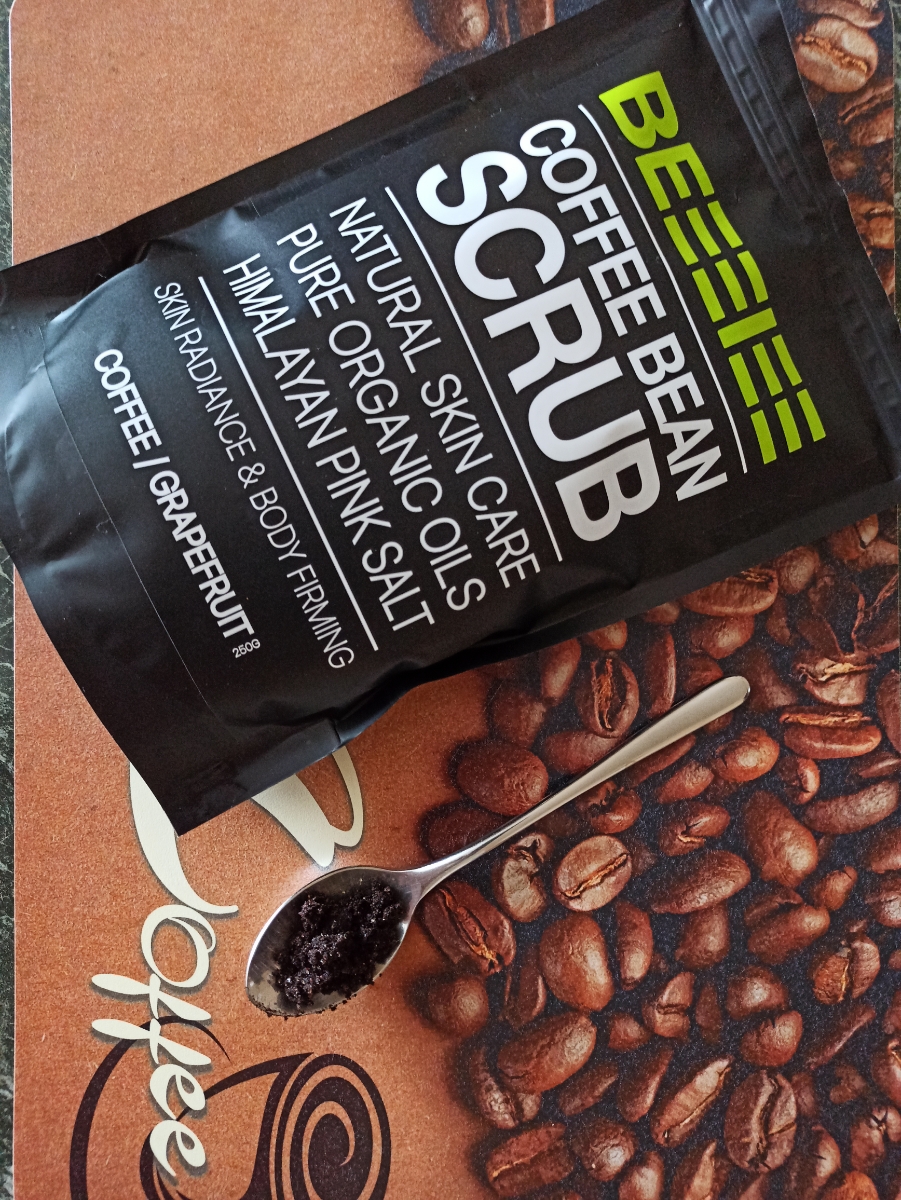 BEƎIEƎ
COFFEE BEAN
SCRUB
NATURAL SKIN CARE
PURE ORGANIC OILS
HIMALAYAN PINK SALT
SKIN RADIANCE & BODY FIRMING
COFFEE / GRAPEFRUIT 250G
Coffee